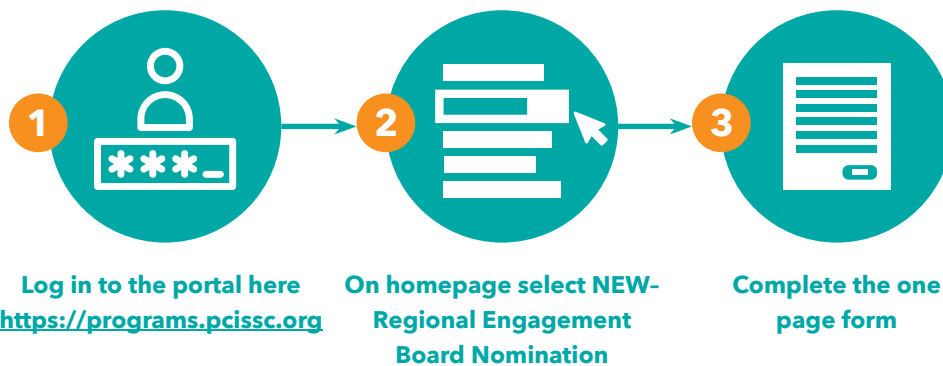 1
2
3
***_
Log in to the portal here
https://programs.pcissc.org
On homepage select NEW–
Regional Engagement
Board Nomination
Complete the one
page form